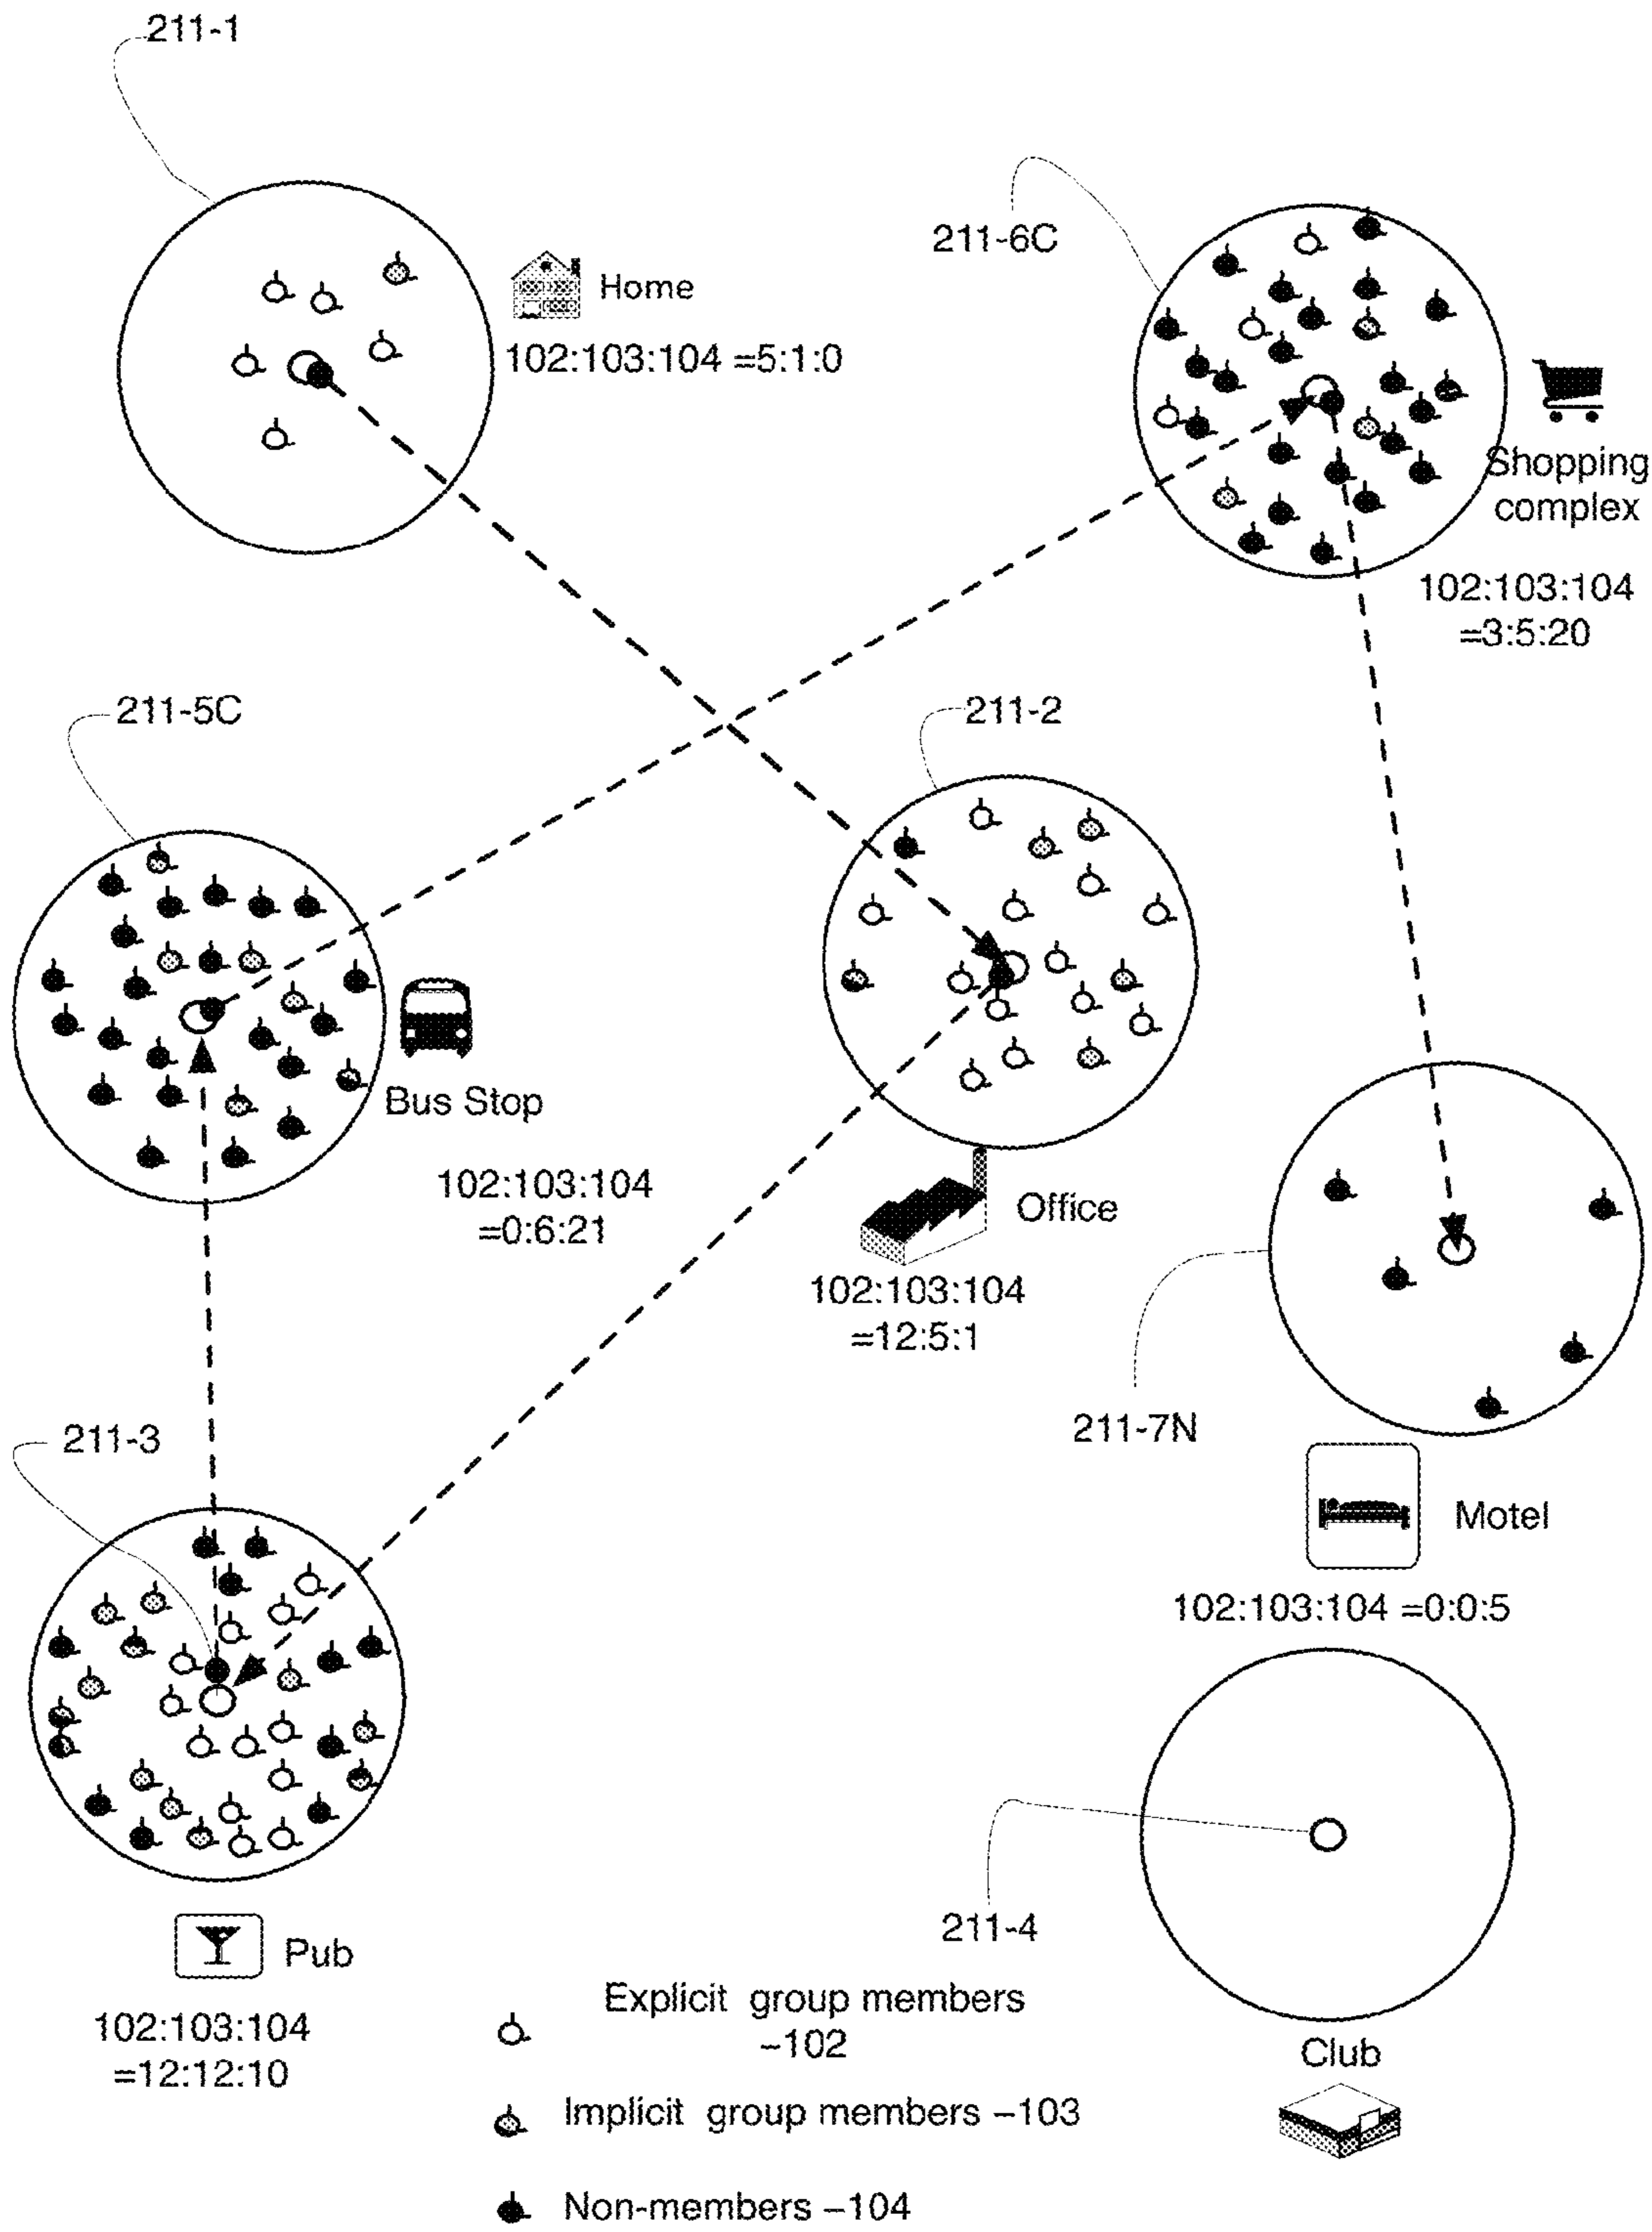 211-1
211-6C
Home
102:103:104 =5:1:0
Shopping
complex
102:103:104
=3:5:20
211-5C
211-2
Bus Stop
102:103:104
=0:6:21
Office
102:103:104
=12:5:1
211-7N
211-3
Motel
102:103:104 =0:0:5
211-4
Pub
102:103:104
=12:12:10
Club
Explicit group members
–102
Implicit group members –103
Non-members –104